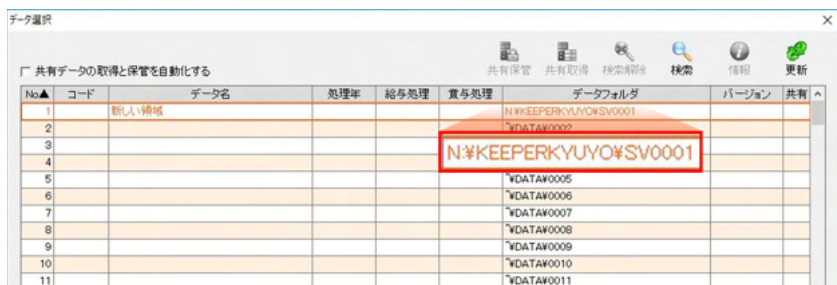 データ選択
共有データの取得と保管を自動化する
共有保管 共有取得 検索解除 検索 情報 更新
No▲ コード データ名 処理年 給与処理 賞与処理 データフォルダ バージョン 共有
1 新しい領域 N:¥KEEPERKYUYO¥SV0001
2 ~¥DATA¥0002
3
N:¥KEEPERKYUYO¥SV0001
4
5 ~¥DATA¥0005
6 ~¥DATA¥0006
7 ~¥DATA¥0007
8 ~¥DATA¥0008
9 ~¥DATA¥0009
10 ~¥DATA¥0010
11 ~¥DATA¥0011